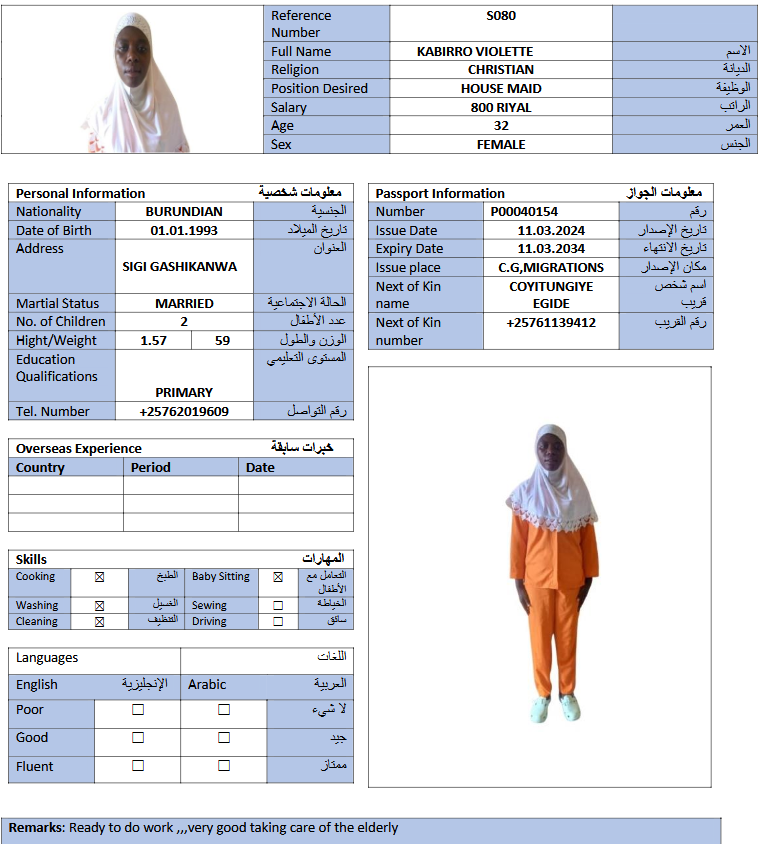 Reference Number S080
Full Name KABIRRO VIOLETTE الاسم
Religion CHRISTIAN الديانة
Position Desired HOUSE MAID الوظيفة
Salary 800 RIYAL الراتب
Age 32 العمر
Sex FEMALE الجنس
Personal Information معلومات شخصية
Nationality BURUNDIAN الجنسية
Date of Birth 01.01.1993 تاريخ الميلاد
Address SIGI GASHIKANWA العنوان
Martial Status MARRIED الحالة الاجتماعية
No. of Children 2 عدد الأطفال
Hight/Weight 1.57 59 الوزن والطول
Education Qualifications PRIMARY المستوى التعليمي
Tel. Number +25762019609 رقم التواصل
Passport Information معلومات الجواز
Number P00040154 رقم
Issue Date 11.03.2024 تاريخ الإصدار
Expiry Date 11.03.2034 تاريخ الانتهاء
Issue place C.G,MIGRATIONS مكان الإصدار
Next of Kin name COYITUNGIYE EGIDE اسم شخص قريب
Next of Kin number +25761139412 رقم القريب
Overseas Experience خبرات سابقة
Country Period Date
Skills المهارات
Cooking ☒ الطبخ Baby Sitting ☒ التعامل مع الأطفال
Washing ☒ الغسيل Sewing ☐ الخياطة
Cleaning ☒ التنظيف Driving ☐ سائق
Languages اللغات
English الإنجليزية Arabic العربية
Poor ☐ ☐ لا شيء
Good ☐ ☐ جيد
Fluent ☐ ☐ ممتاز
Remarks: Ready to do work ,,,very good taking care of the elderly